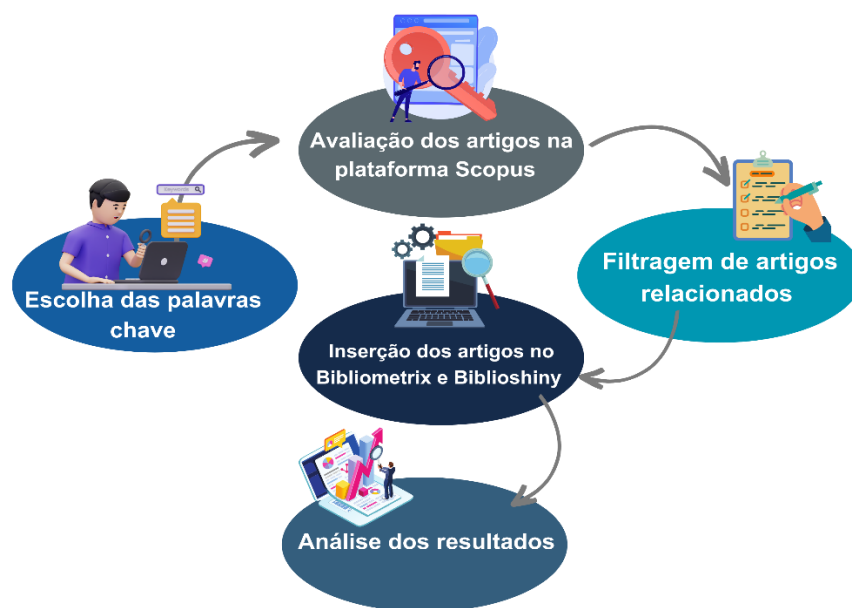 Escolha das palavras
chave
Avaliação dos artigos na
plataforma Scopus
Filtragem de artigos
relacionados
Inserção dos artigos no
Bibliometrix e Biblioshiny
Análise dos resultados